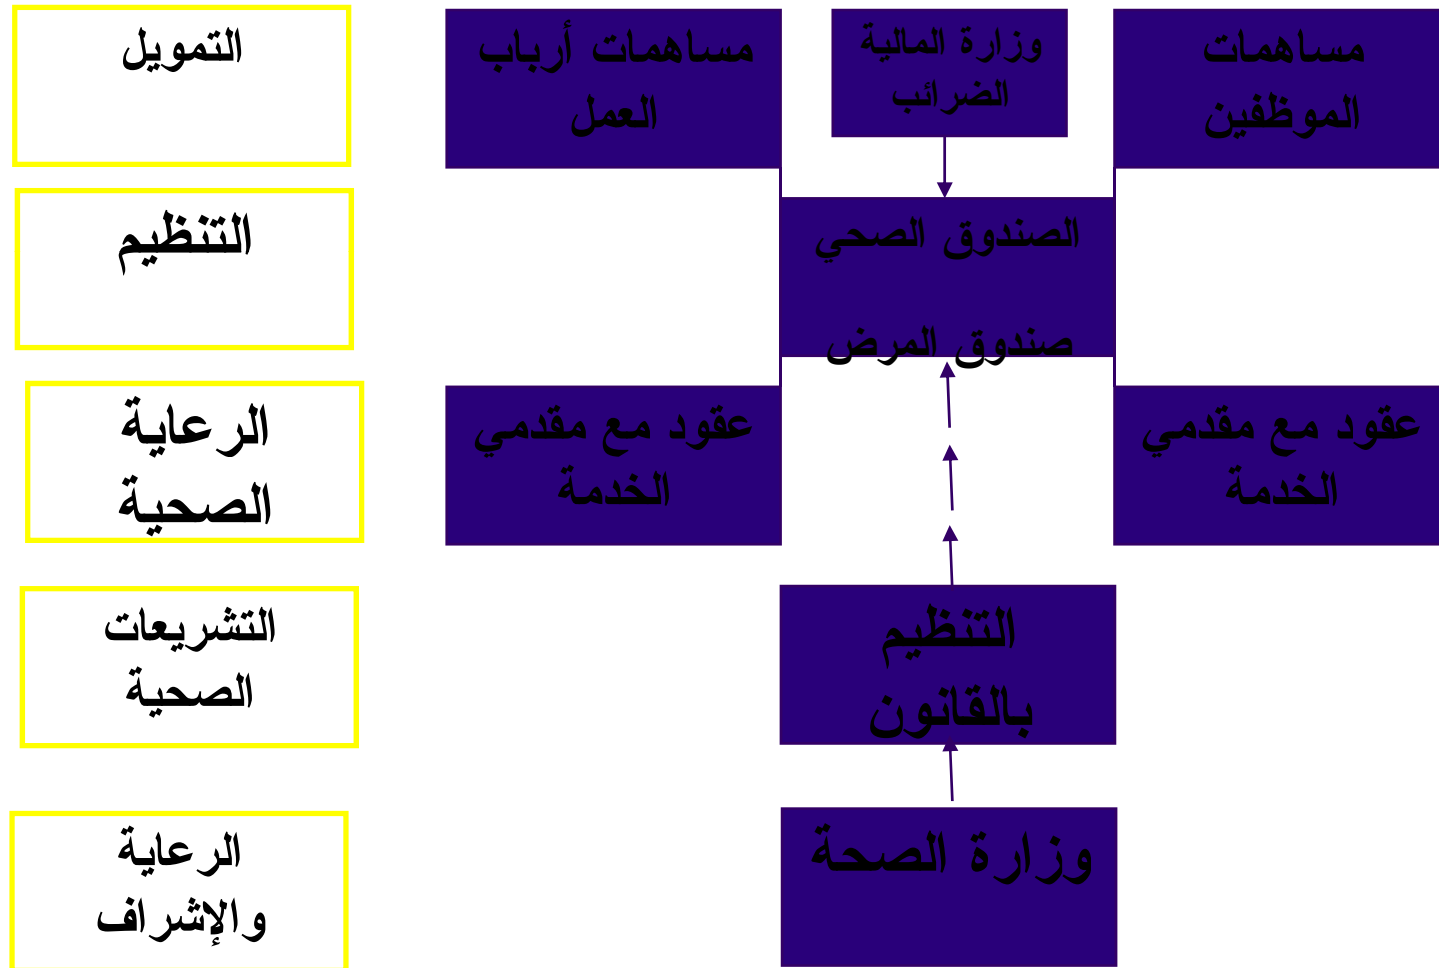 التمويل
مساهمات أرباب
العمل
وزارة المالية
الضرائب
مساهمات
الموظفين
التنظيم
الصندوق الصحي
صندوق المرض
الرعاية
الصحية
عقود مع مقدمي
الخدمة
عقود مع مقدمي
الخدمة
التشريعات
الصحية
التنظيم
بالقانون
الرعاية
والإشراف
وزارة الصحة